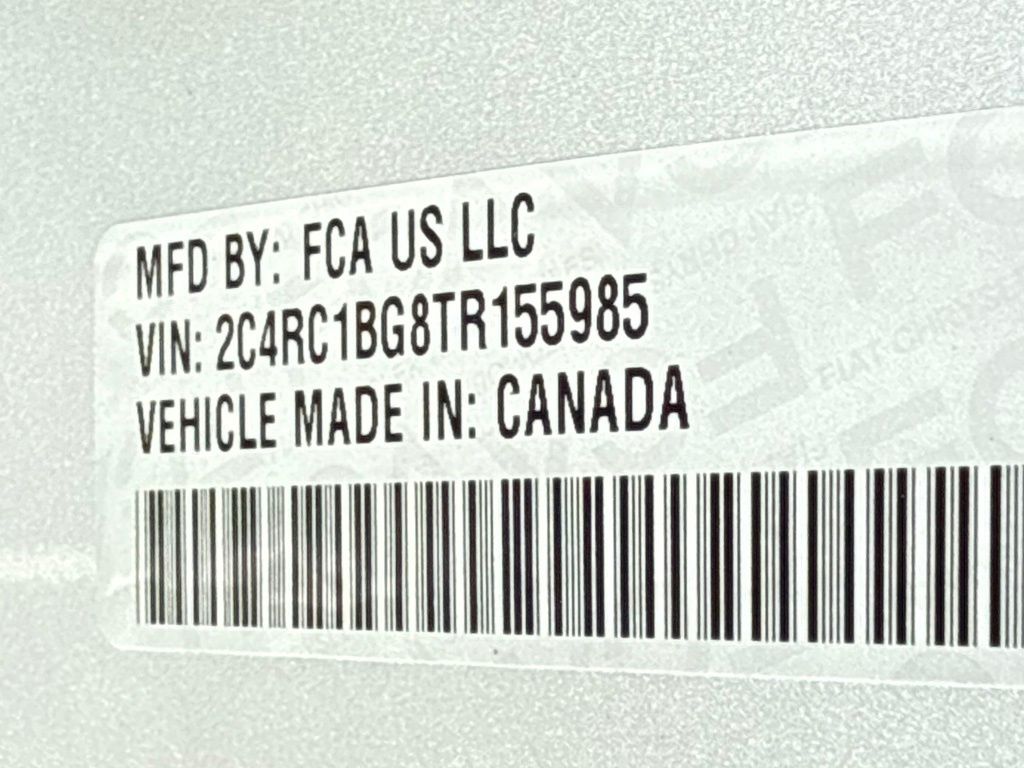 MFD BY: FCA US LLC
VIN: 2C4RC1BG8TR155985
VEHICLE MADE IN: CANADA